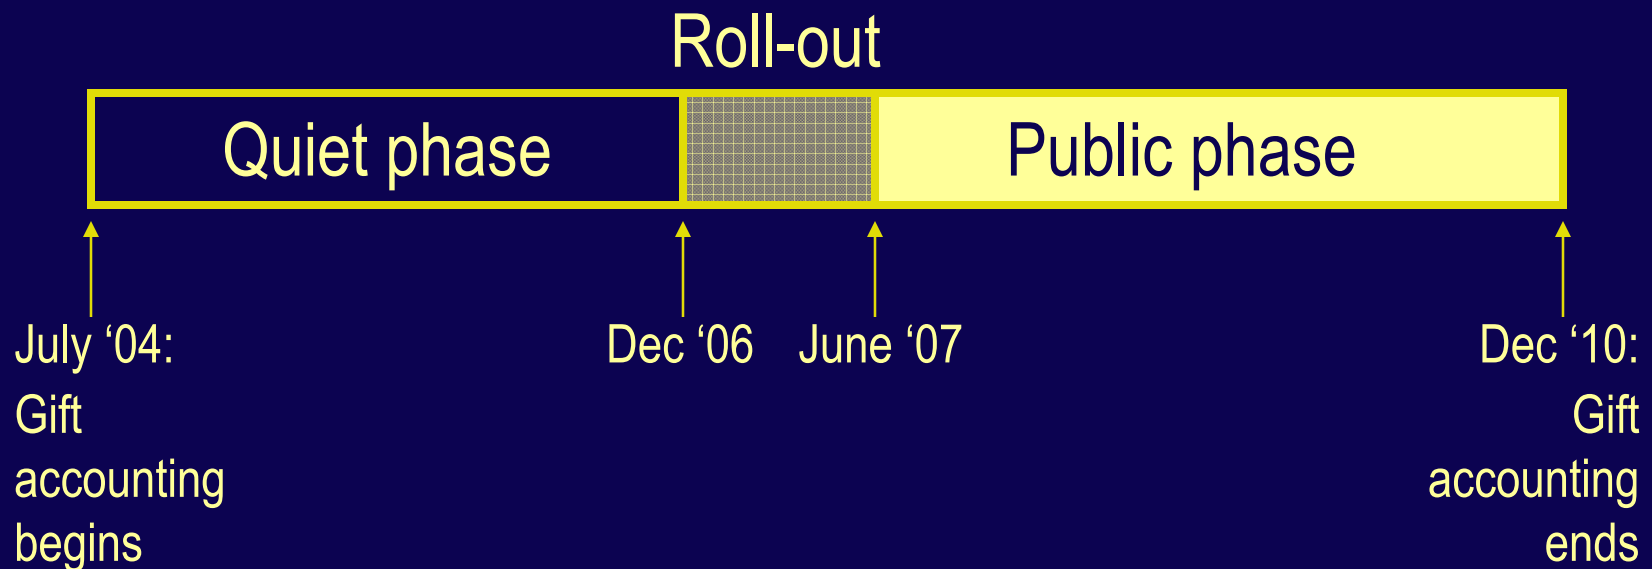 Roll-out
Quiet phase
Public phase
July ‘04:
Gift
accounting
begins
Dec ‘06
June ‘07
Dec ‘10:
Gift
accounting
ends